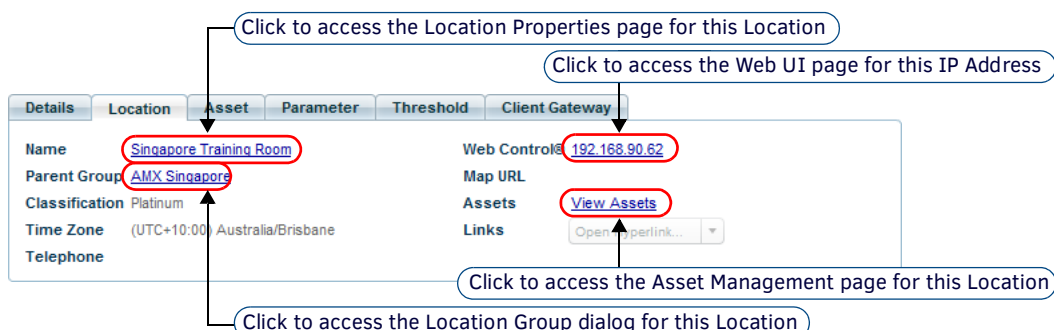 Click to access the Location Properties page for this Location
Click to access the Web UI page for this IP Address
Details Location Asset Parameter Threshold Client Gateway
Name Singapore Training Room Web Control® 192.168.90.62
Parent Group AMX Singapore Map URL
Classification Platinum Assets View Assets
Time Zone (UTC+10:00) Australia/Brisbane Links Open Hyperlink...
Telephone
Click to access the Asset Management page for this Location
Click to access the Location Group dialog for this Location